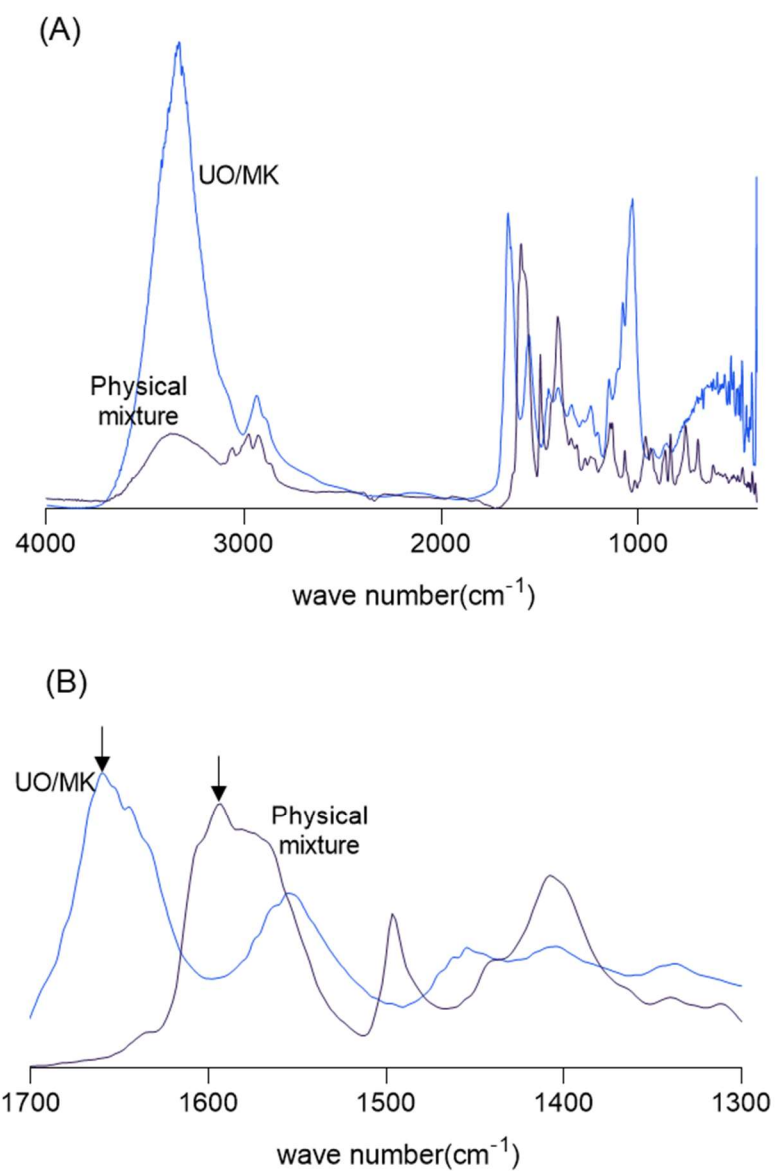 (A)
UO/MK
Physical
mixture
4000 3000 2000 1000
wave number(cm⁻¹)
(B)
UO/MK
Physical
mixture
1700 1600 1500 1400 1300
wave number(cm⁻¹)